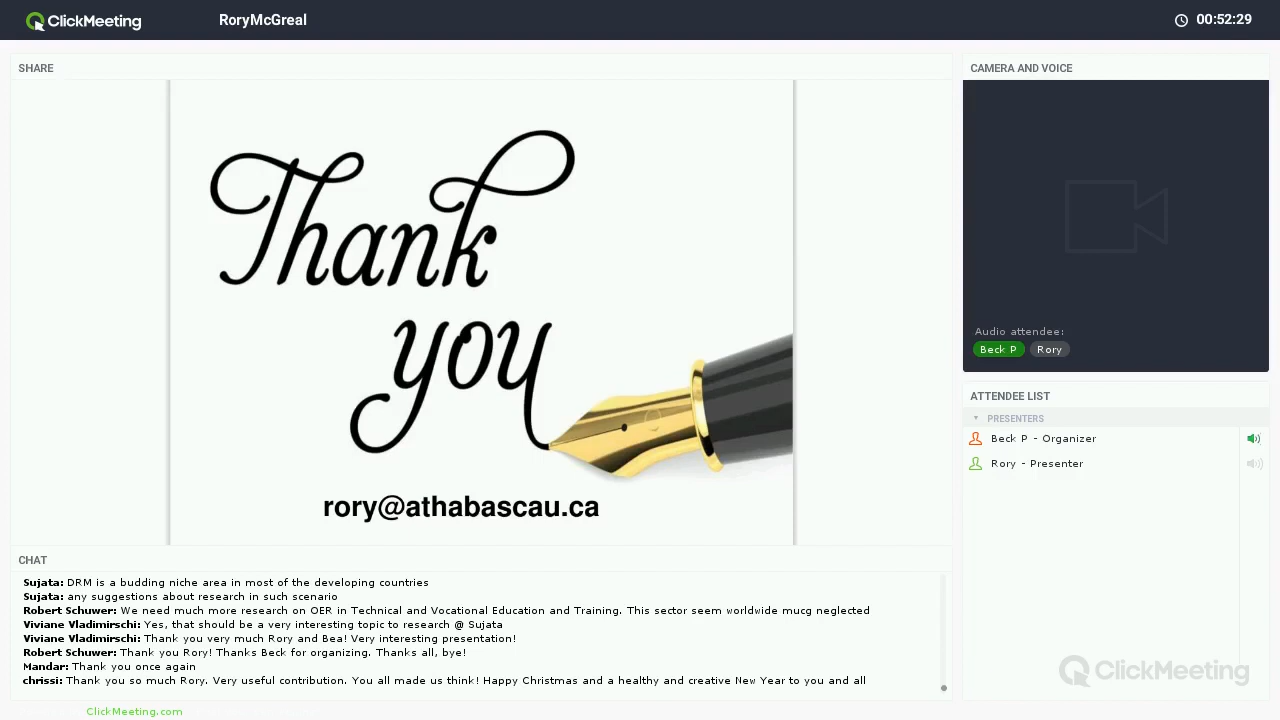 ClickMeeting
RoryMcGreal
00:52:29
SHARE
CAMERA AND VOICE
Thank
you
rory@athabascau.ca
Audio attendee:
Beck P
Rory
ATTENDEE LIST
PRESENTERS
Beck P - Organizer
Rory - Presenter
CHAT
Sujata: DRM is a budding niche area in most of the developing countries
Sujata: any suggestions about research in such scenario
Robert Schuwer: We need much more research on OER in Technical and Vocational Education and Training. This sector seem worldwide mucg neglected
Viviane Vladimirschi: Yes, that should be a very interesting topic to research @ Sujata
Viviane Vladimirschi: Thank you very much Rory and Bea! Very interesting presentation!
Robert Schuwer: Thank you Rory! Thanks Beck for organizing. Thanks all, bye!
Mandar: Thank you once again
chrissi: Thank you so much Rory. Very useful contribution. You all made us think! Happy Christmas and a healthy and creative New Year to you and all
ClickMeeting
ClickMeeting.com